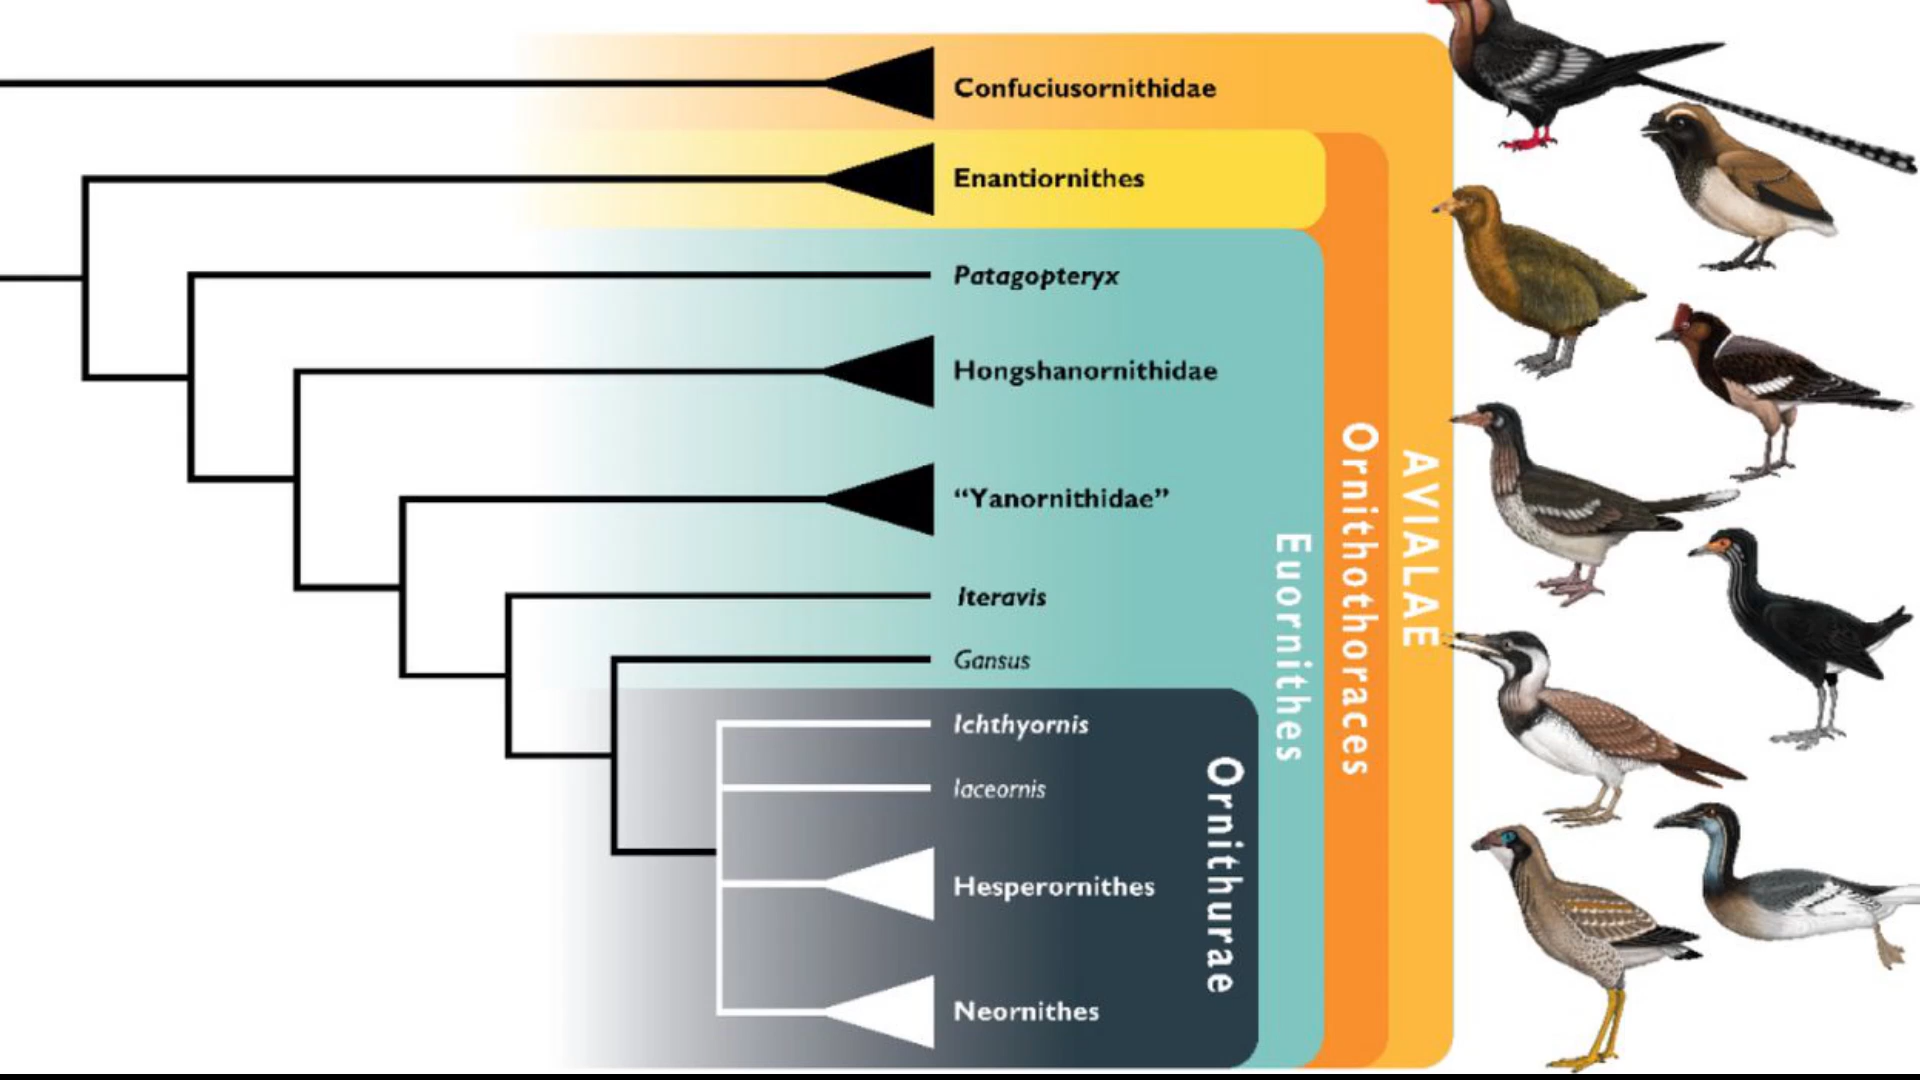 Confuciusornithidae
Enantiornithes
Patagopteryx
Hongshanornithidae
“Yanornithidae”
Iteravis
Gansus
Ichthyornis
Iaceornis
Hesperornithes
Neornithes
Ornithurae
Euornithes
Ornithothoraces
AVIALAE